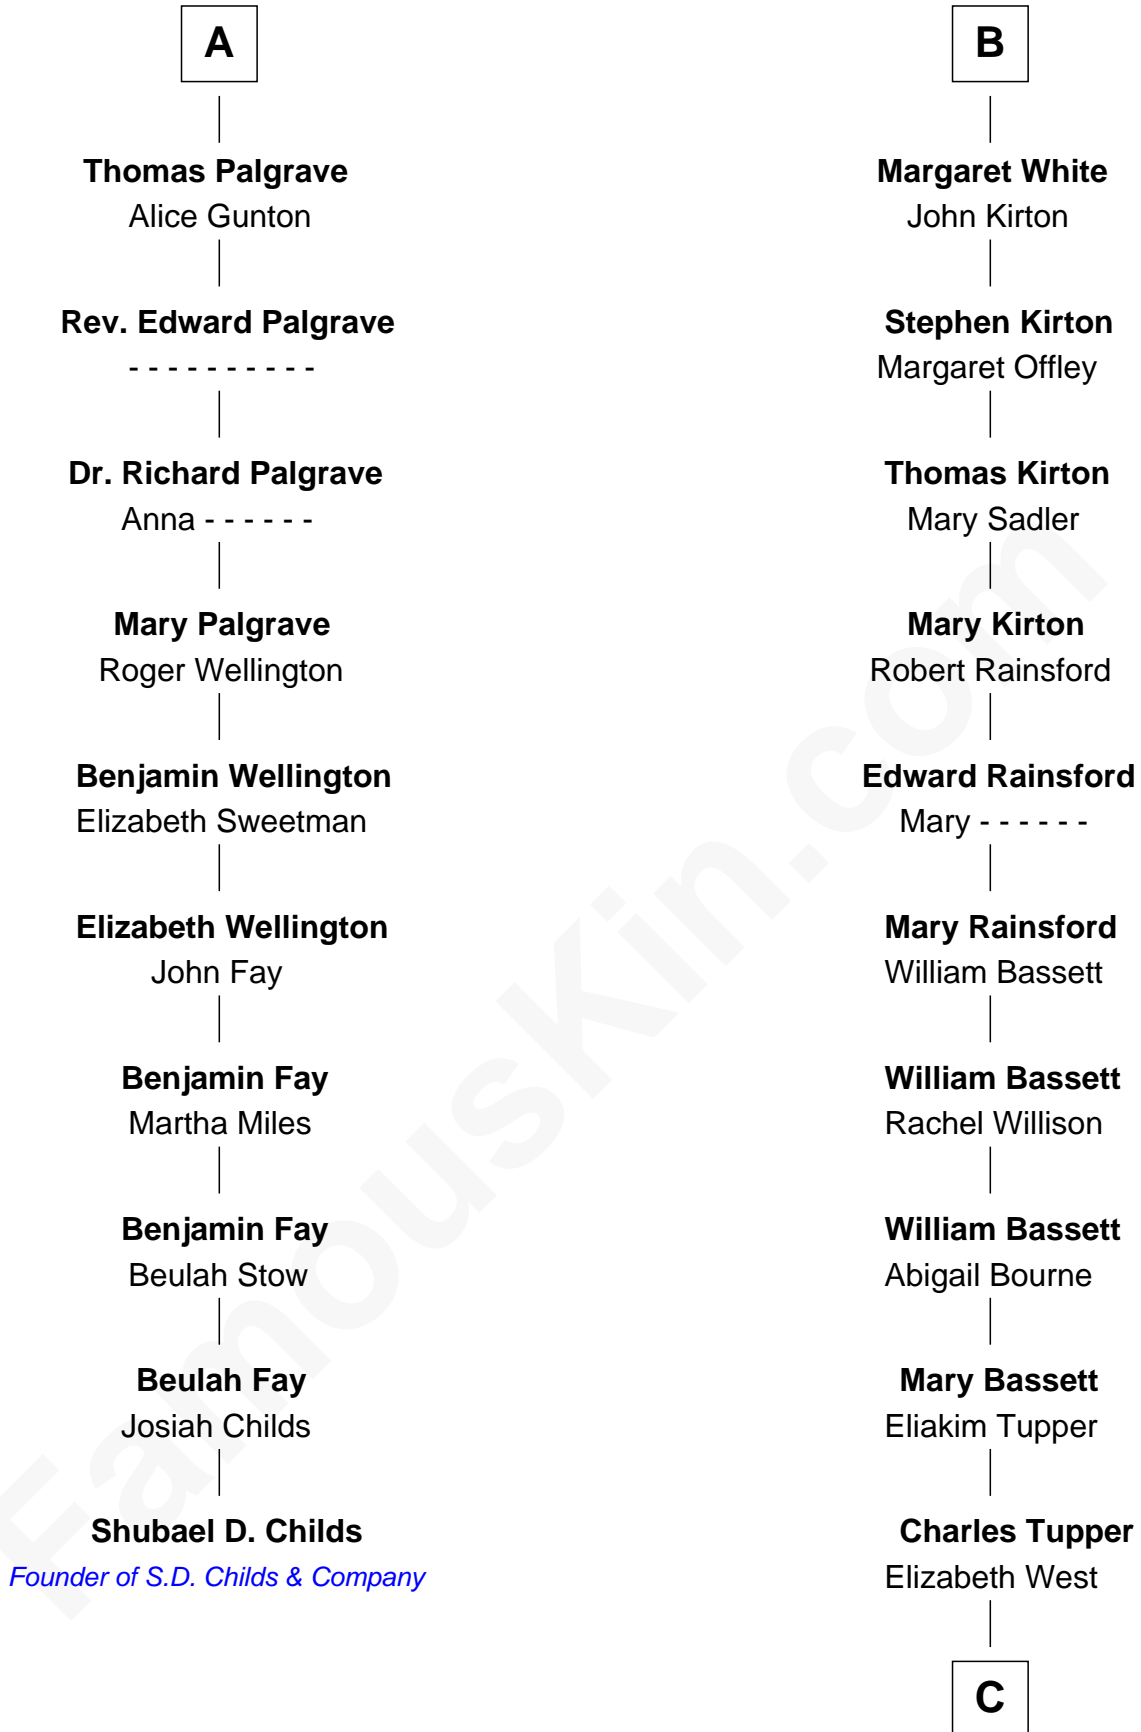 A
Thomas Palgrave
Alice Gunton
Rev. Edward Palgrave
- - - - - - - - - -
Dr. Richard Palgrave
Anna - - - - - -
Mary Palgrave
Roger Wellington
Benjamin Wellington
Elizabeth Sweetman
Elizabeth Wellington
John Fay
Benjamin Fay
Martha Miles
Benjamin Fay
Beulah Stow
Beulah Fay
Josiah Childs
Shubael D. Childs
Founder of S.D. Childs & Company
B
Margaret White
John Kirton
Stephen Kirton
Margaret Offley
Thomas Kirton
Mary Sadler
Mary Kirton
Robert Rainsford
Edward Rainsford
Mary - - - - - -
Mary Rainsford
William Bassett
William Bassett
Rachel Willison
William Bassett
Abigail Bourne
Mary Bassett
Eliakim Tupper
Charles Tupper
Elizabeth West
C
FamousKin.com